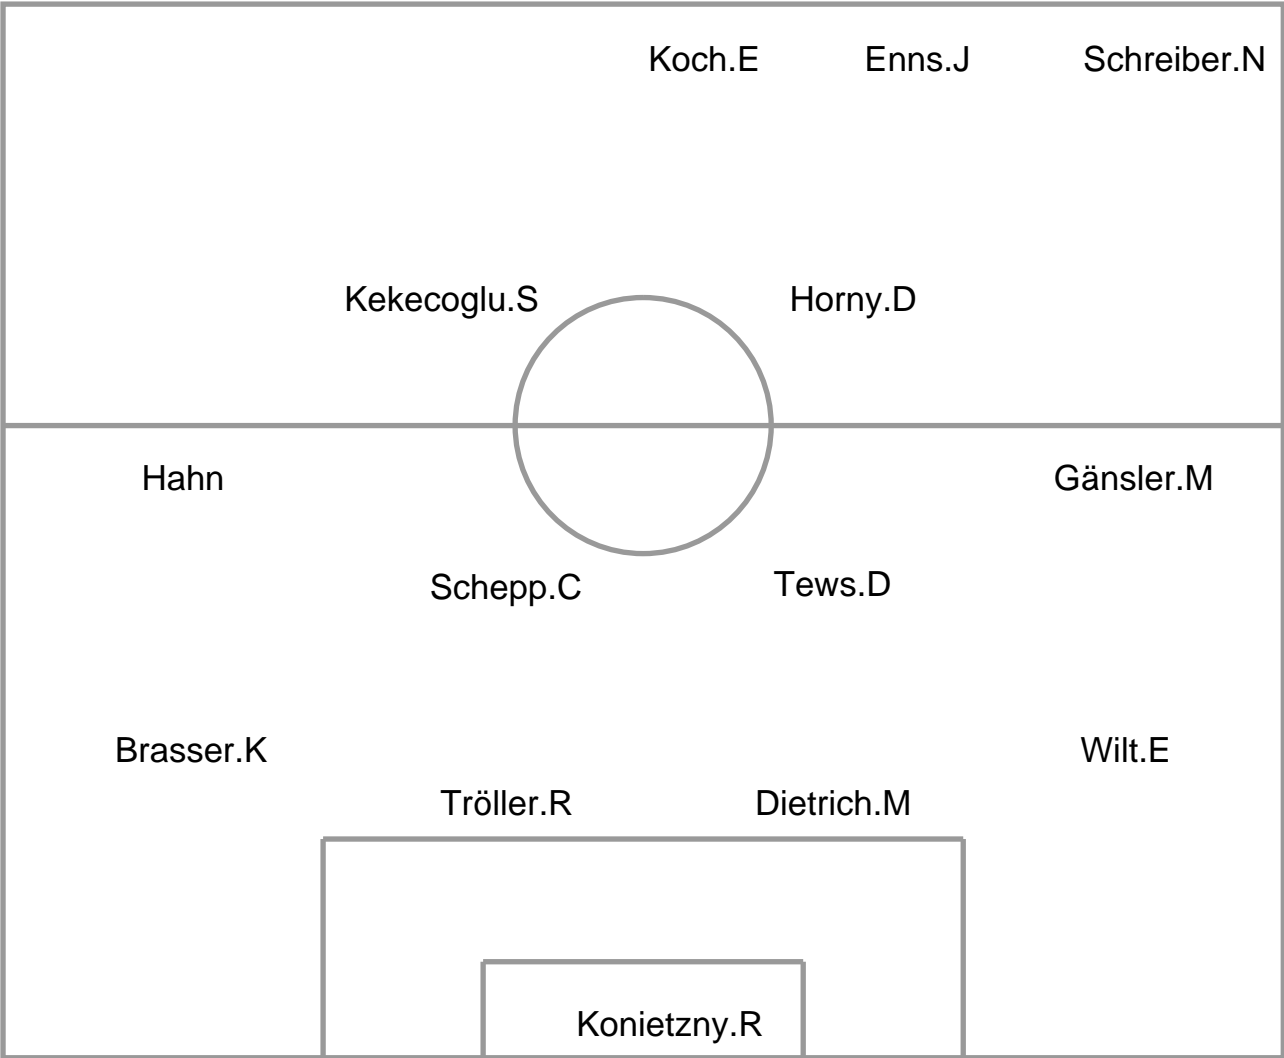 Koch.E Enns.J Schreiber.N
Kekecoglu.S Horny.D
Hahn Gänsler.M
Schepp.C Tews.D
Brasser.K Wilt.E
Tröller.R Dietrich.M
Konietzny.R